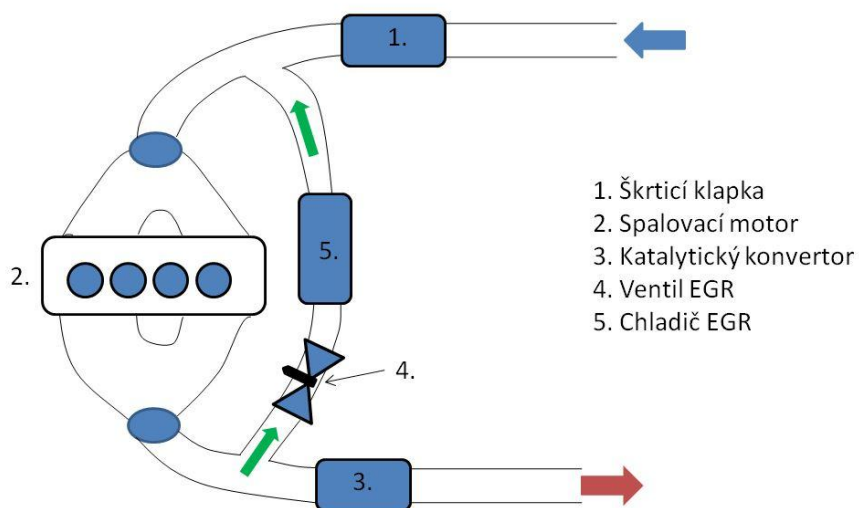 1.
5.
2.
4.
3.
1. Škrticí klapka
2. Spalovací motor
3. Katalytický konvertor
4. Ventil EGR
5. Chladič EGR